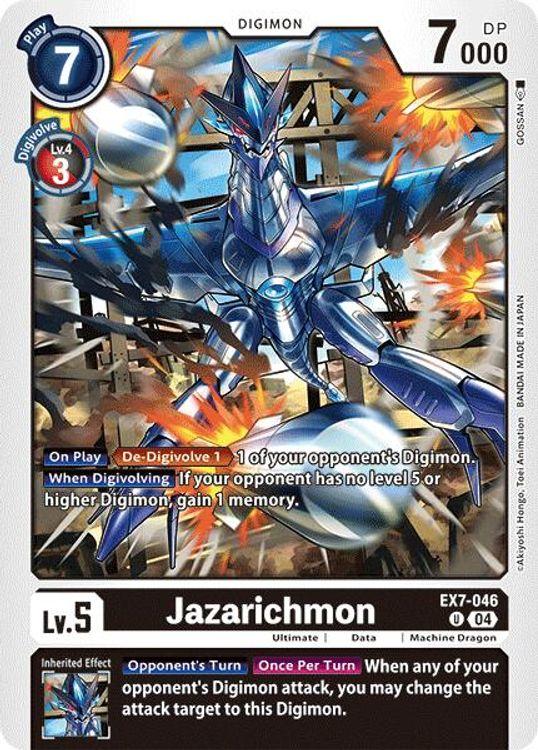 Play
7
DIGIMON
DP
7000
Digivolve
Lv.4
3
GOSSAN
©Akiyoshi Hongo, Toei Animation BANDAI MADE IN JAPAN
On Play De-Digivolve 1 1 of your opponent's Digimon.
When Digivolving If your opponent has no level 5 or
higher Digimon, gain 1 memory.
Lv.5
Jazarichmon
EX7-046
U 04
Ultimate | Data | Machine Dragon
Inherited Effect
Opponent's Turn Once Per Turn When any of your
opponent's Digimon attack, you may change the
attack target to this Digimon.